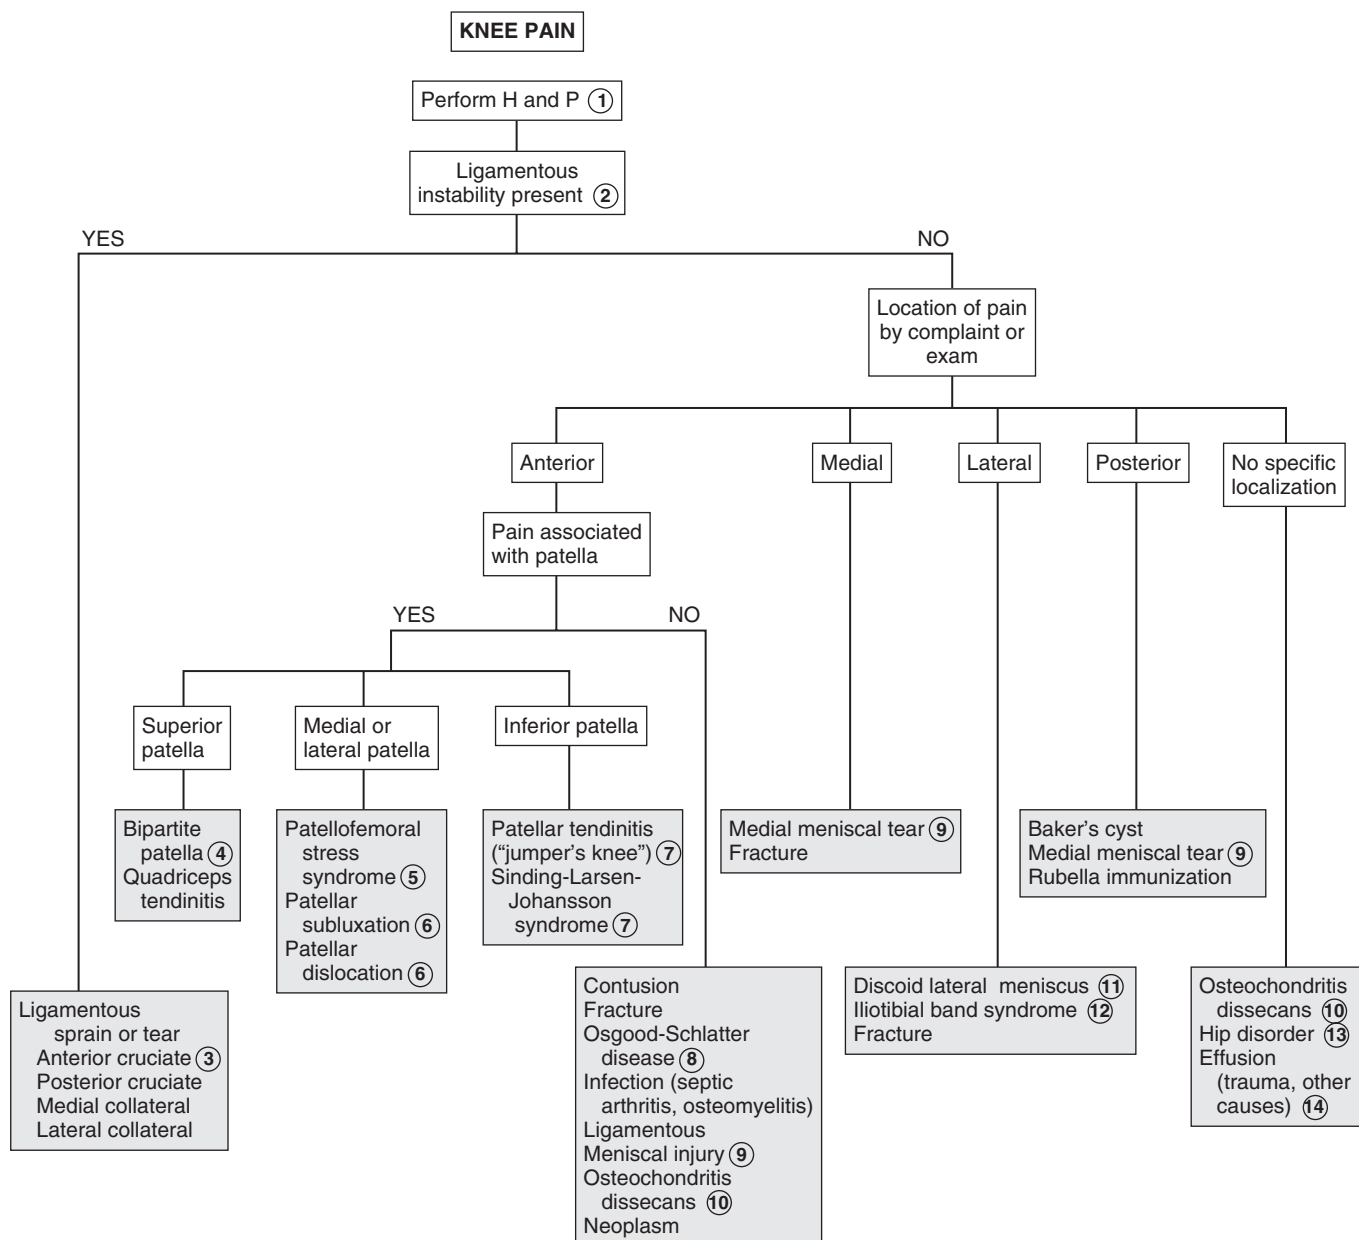 KNEE PAIN
Perform H and P 1
Ligamentous
instability present 2
YES
NO
Location of pain
by complaint or
exam
Anterior
Medial
Lateral
Posterior
No specific
localization
Pain associated
with patella
YES
NO
Superior
patella
Medial or
lateral patella
Inferior patella
Bipartite
patella 4
Quadriceps
tendinitis
Patellofemoral
stress
syndrome 5
Patellar
subluxation 6
Patellar
dislocation 6
Patellar tendinitis
(“jumper’s knee”) 7
Sinding-Larsen-
Johansson
syndrome 7
Medial meniscal tear 9
Fracture
Baker’s cyst
Medial meniscal tear 9
Rubella immunization
Ligamentous
sprain or tear
Anterior cruciate 3
Posterior cruciate
Medial collateral
Lateral collateral
Contusion
Fracture
Osgood-Schlatter
disease 8
Infection (septic
arthritis, osteomyelitis)
Ligamentous
Meniscal injury 9
Osteochondritis
dissecans 10
Neoplasm
Discoid lateral meniscus 11
Iliotibial band syndrome 12
Fracture
Osteochondritis
dissecans 10
Hip disorder 13
Effusion
(trauma, other
causes) 14